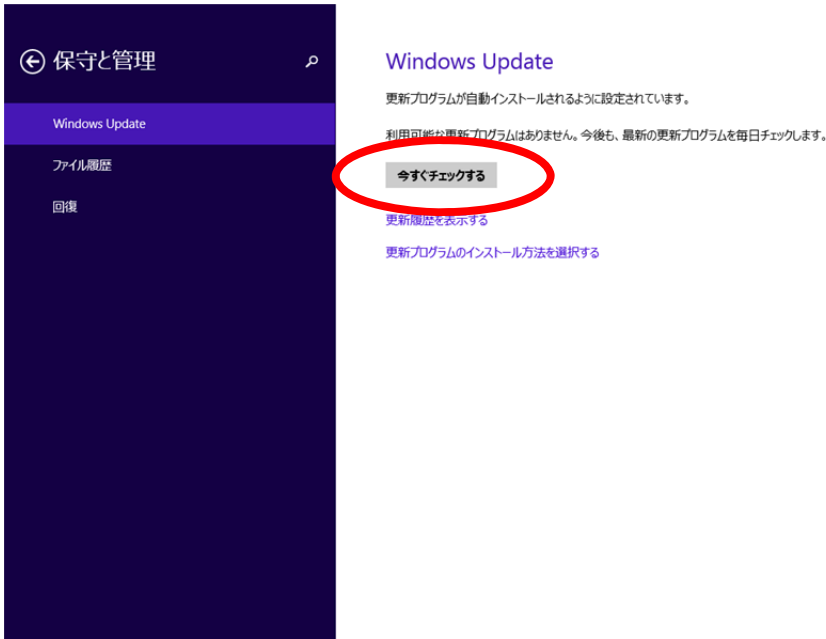 保守と管理
Windows Update
ファイル履歴
回復
Windows Update
更新プログラムが自動インストールされるように設定されています。
利用可能な更新プログラムはありません。今後も、最新の更新プログラムを毎日チェックします。
今すぐチェックする
更新履歴を表示する
更新プログラムのインストール方法を選択する